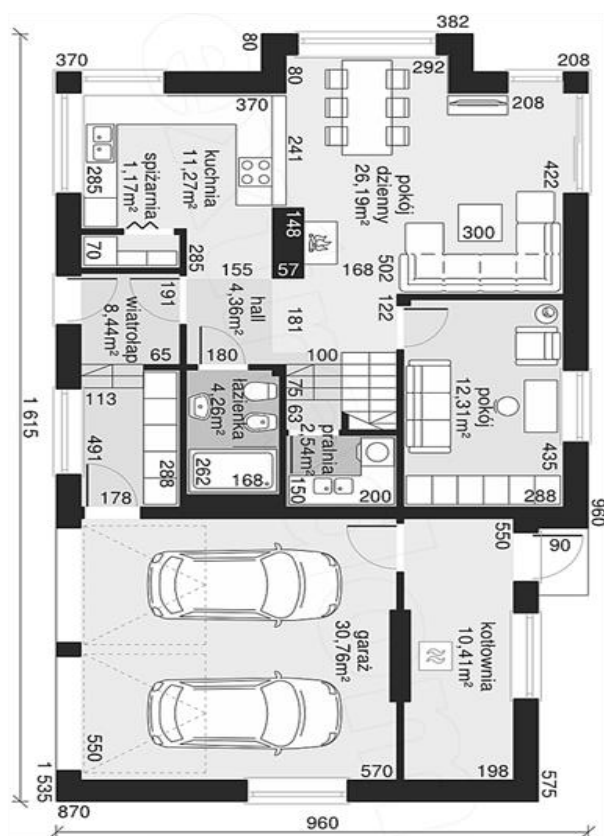 382
80
370
80
292
208
370
208
241
kuchnia
11,27m²
spiżarnia
1,17m²
285
pokój
dzienny
26,19m²
422
148
300
70
285
155
57
168
502
191
wiatrołap
8,44m²
hall
4,36m²
181
122
65
180
100
113
łazienka
4,26m²
75
63
pokój
12,31m²
1 615
491
288
pralnia
2,54m²
435
262
168
150
200
178
288
960
550
90
garaż
30,76m²
kotłownia
10,41m²
550
570
198
1 535
575
870
960